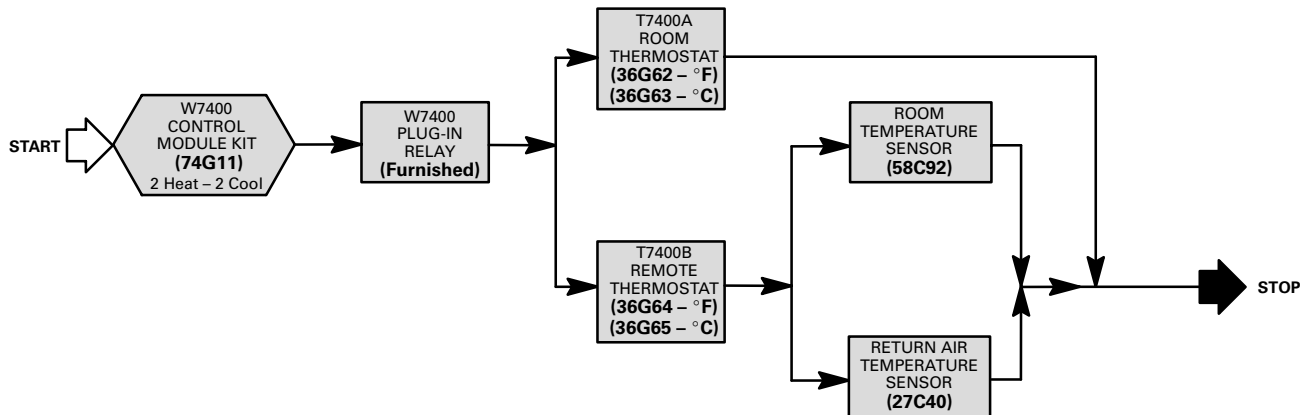 START
W7400
CONTROL
MODULE KIT
(74G11)
2 Heat – 2 Cool
W7400
PLUG-IN
RELAY
(Furnished)
T7400A
ROOM
THERMOSTAT
(36G62 – °F)
(36G63 – °C)
T7400B
REMOTE
THERMOSTAT
(36G64 – °F)
(36G65 – °C)
ROOM
TEMPERATURE
SENSOR
(58C92)
RETURN AIR
TEMPERATURE
SENSOR
(27C40)
STOP